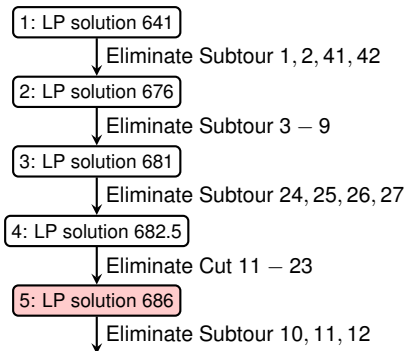 1: LP solution 641
Eliminate Subtour 1, 2, 41, 42
2: LP solution 676
Eliminate Subtour 3 − 9
3: LP solution 681
Eliminate Subtour 24, 25, 26, 27
4: LP solution 682.5
Eliminate Cut 11 − 23
5: LP solution 686
Eliminate Subtour 10, 11, 12